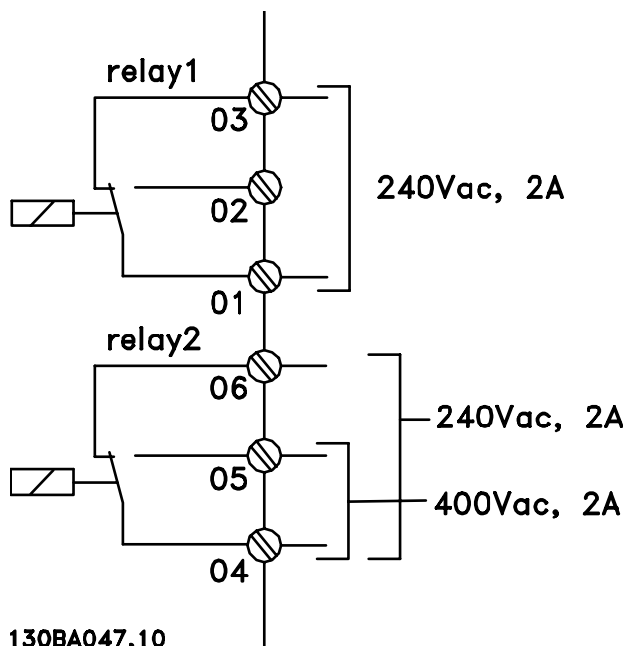 relay1
03
02
240Vac, 2A
01
relay2
06
240Vac, 2A
05
400Vac, 2A
04
130BA047.10